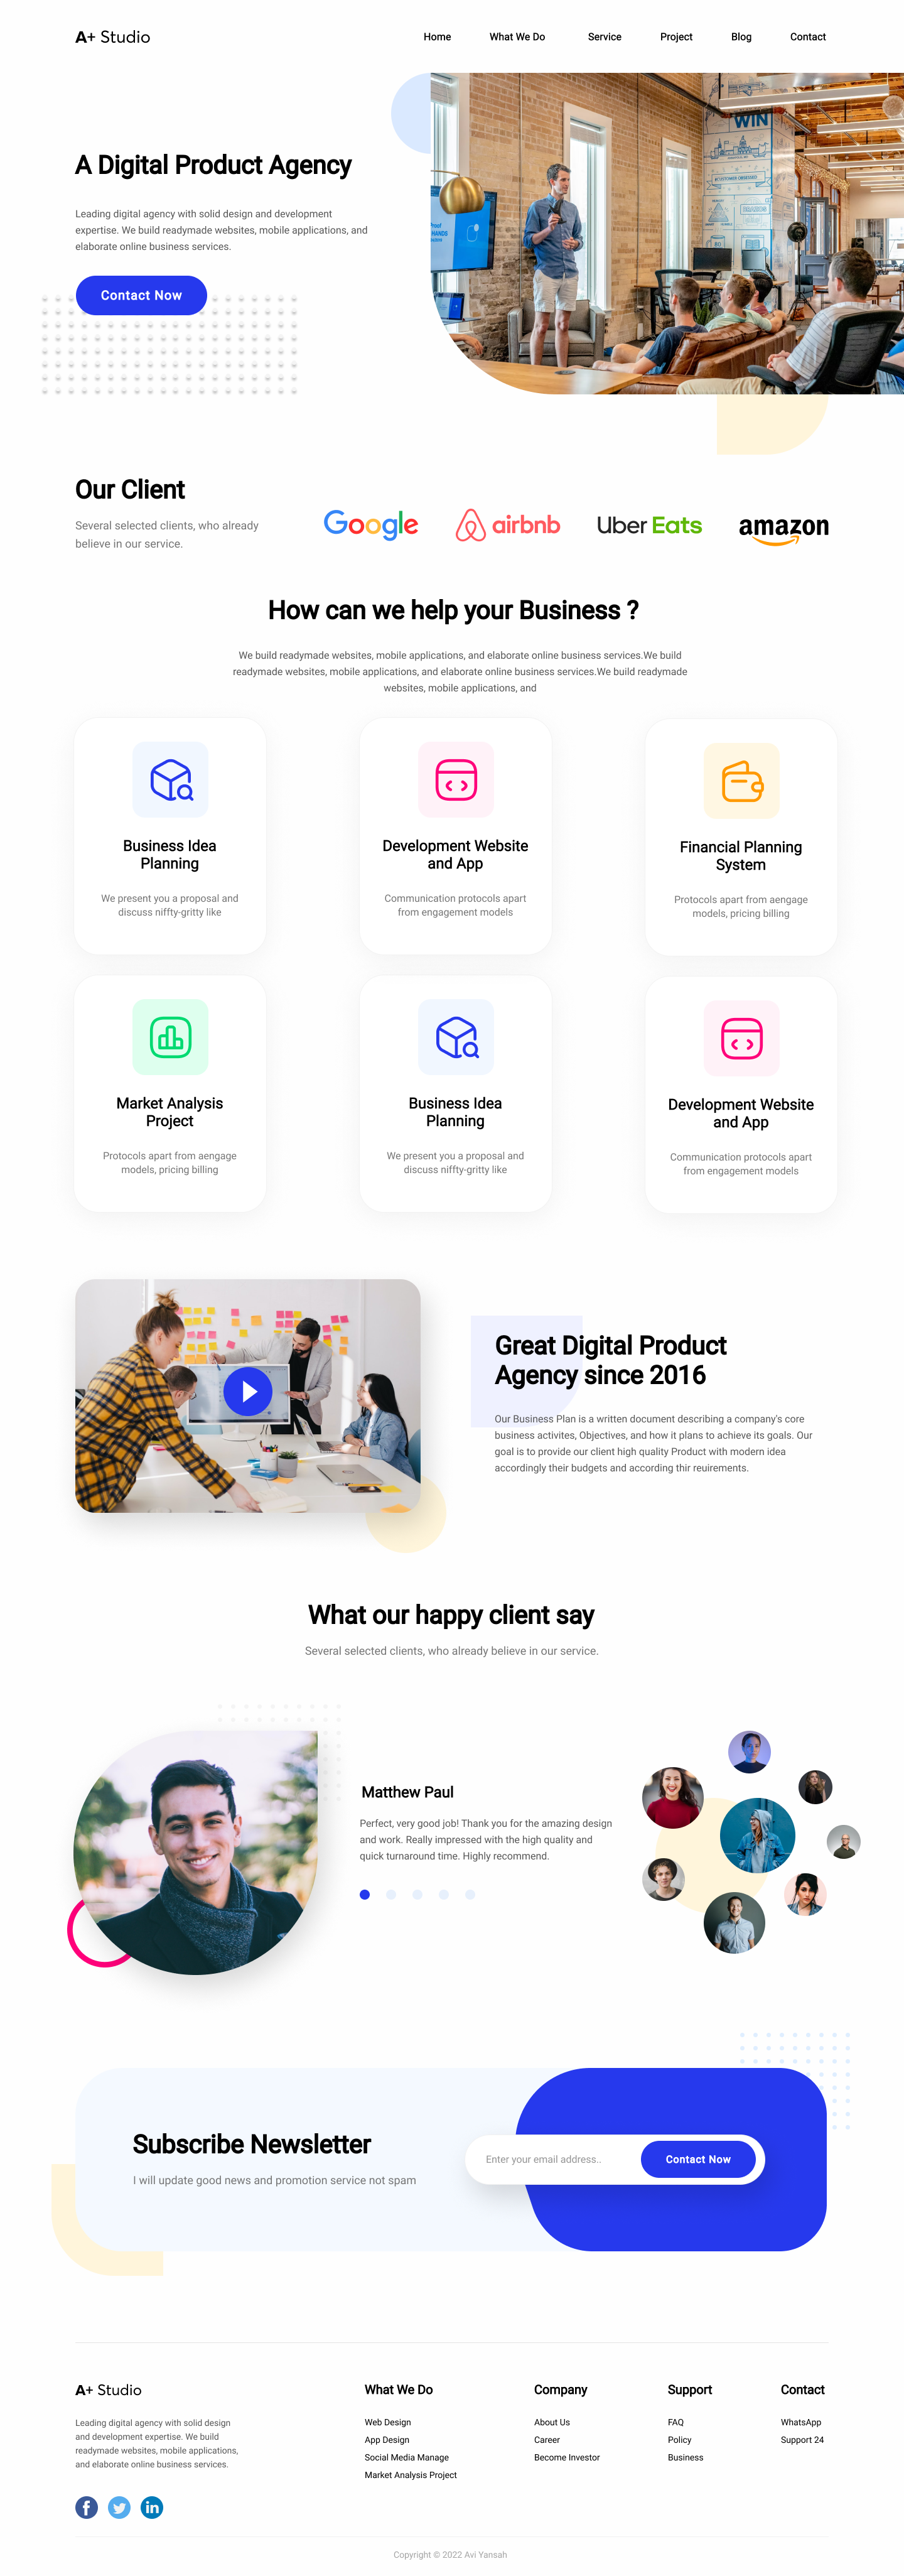 A+ Studio
Home What We Do Service Project Blog Contact
WIN
A Digital Product Agency
Leading digital agency with solid design and development
expertise. We build readymade websites, mobile applications, and
elaborate online business services.
Contact Now
Our Client
Several selected clients, who already
believe in our service.
Google
airbnb
Uber Eats
amazon
How can we help your Business ?
We build readymade websites, mobile applications, and elaborate online business services.We build
readymade websites, mobile applications, and elaborate online business services.We build readymade
websites, mobile applications, and
Business Idea
Planning
We present you a proposal and
discuss niffty-gritty like
Development Website
and App
Communication protocols apart
from engagement models
Financial Planning
System
Protocols apart from aengage
models, pricing billing
Market Analysis
Project
Protocols apart from aengage
models, pricing billing
Business Idea
Planning
We present you a proposal and
discuss niffty-gritty like
Development Website
and App
Communication protocols apart
from engagement models
Great Digital Product
Agency since 2016
Our Business Plan is a written document describing a company's core
business activites, Objectives, and how it plans to achieve its goals. Our
goal is to provide our client high quality Product with modern idea
accordingly their budgets and according thir reuirements.
What our happy client say
Several selected clients, who already believe in our service.
Matthew Paul
Perfect, very good job! Thank you for the amazing design
and work. Really impressed with the high quality and
quick turnaround time. Highly recommend.
Subscribe Newsletter
I will update good news and promotion service not spam
Enter your email address..
Contact Now
A+ Studio
Leading digital agency with solid design
and development expertise. We build
readymade websites, mobile applications,
and elaborate online business services.
What We Do
Web Design
App Design
Social Media Manage
Market Analysis Project
Company
About Us
Career
Become Investor
Support
FAQ
Policy
Business
Contact
WhatsApp
Support 24
Copyright © 2022 Avi Yansah